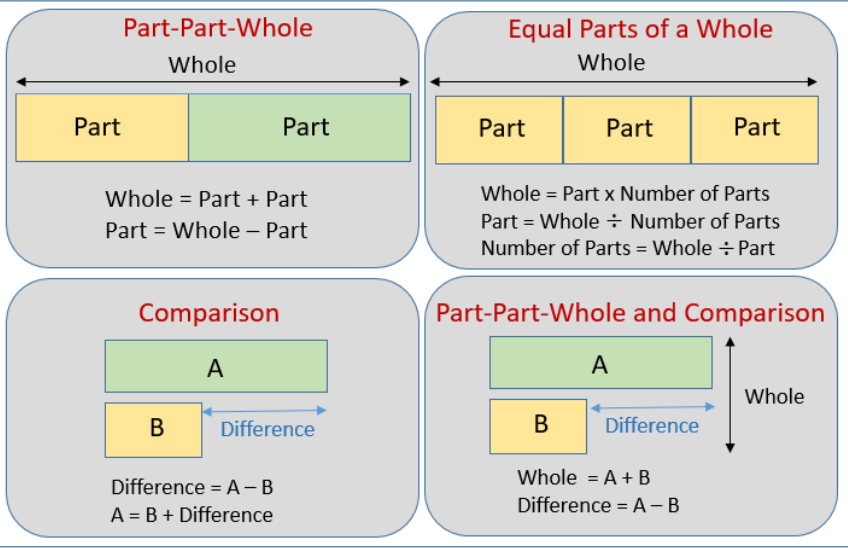 Part-Part-Whole
Whole
Part Part
Whole = Part + Part
Part = Whole – Part
Equal Parts of a Whole
Whole
Part Part Part
Whole = Part x Number of Parts
Part = Whole ÷ Number of Parts
Number of Parts = Whole ÷ Part
Comparison
A
B
Difference
Difference = A – B
A = B + Difference
Part-Part-Whole and Comparison
A
Whole
B
Difference
Whole = A + B
Difference = A – B